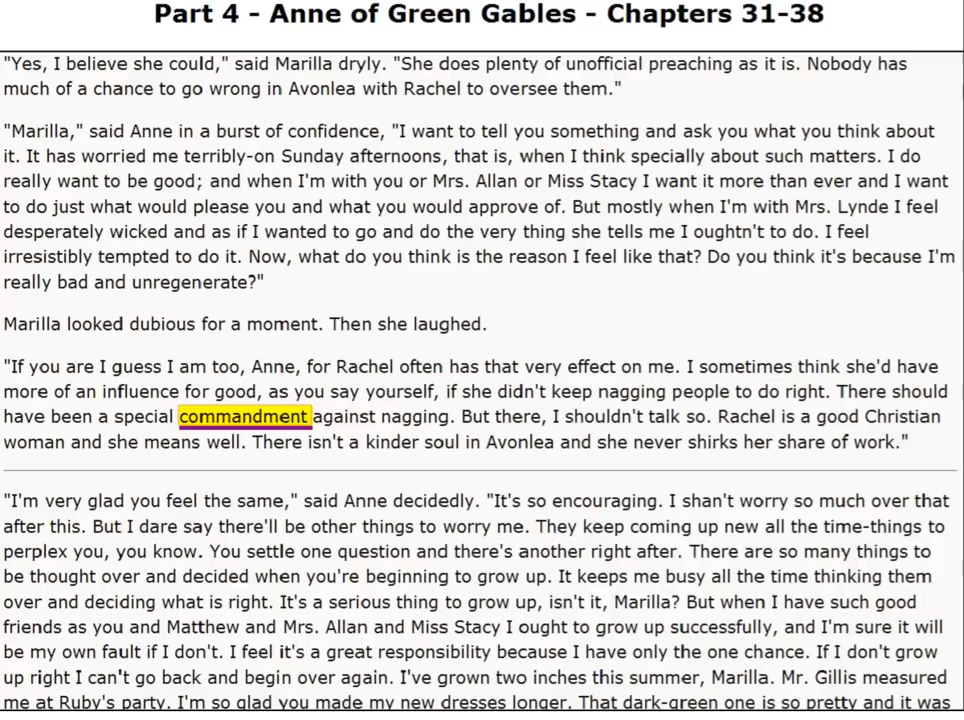 Part 4 - Anne of Green Gables - Chapters 31-38
"Yes, I believe she could," said Marilla dryly. "She does plenty of unofficial preaching as it is. Nobody has
much of a chance to go wrong in Avonlea with Rachel to oversee them."
"Marilla," said Anne in a burst of confidence, "I want to tell you something and ask you what you think about
it. It has worried me terribly-on Sunday afternoons, that is, when I think specially about such matters. I do
really want to be good; and when I'm with you or Mrs. Allan or Miss Stacy I want it more than ever and I want
to do just what would please you and what you would approve of. But mostly when I'm with Mrs. Lynde I feel
desperately wicked and as if I wanted to go and do the very thing she tells me I oughtn't to do. I feel
irresistibly tempted to do it. Now, what do you think is the reason I feel like that? Do you think it's because I'm
really bad and unregenerate?"
Marilla looked dubious for a moment. Then she laughed.
"If you are I guess I am too, Anne, for Rachel often has that very effect on me. I sometimes think she'd have
more of an influence for good, as you say yourself, if she didn't keep nagging people to do right. There should
have been a special commandment against nagging. But there, I shouldn't talk so. Rachel is a good Christian
woman and she means well. There isn't a kinder soul in Avonlea and she never shirks her share of work."
"I'm very glad you feel the same," said Anne decidedly. "It's so encouraging. I shan't worry so much over that
after this. But I dare say there'll be other things to worry me. They keep coming up new all the time-things to
perplex you, you know. You settle one question and there's another right after. There are so many things to
be thought over and decided when you're beginning to grow up. It keeps me busy all the time thinking them
over and deciding what is right. It's a serious thing to grow up, isn't it, Marilla? But when I have such good
friends as you and Matthew and Mrs. Allan and Miss Stacy I ought to grow up successfully, and I'm sure it will
be my own fault if I don't. I feel it's a great responsibility because I have only the one chance. If I don't grow
up right I can't go back and begin over again. I've grown two inches this summer, Marilla. Mr. Gillis measured
me at Ruby's party. I'm so glad you made my new dresses longer. That dark-green one is so pretty and it was